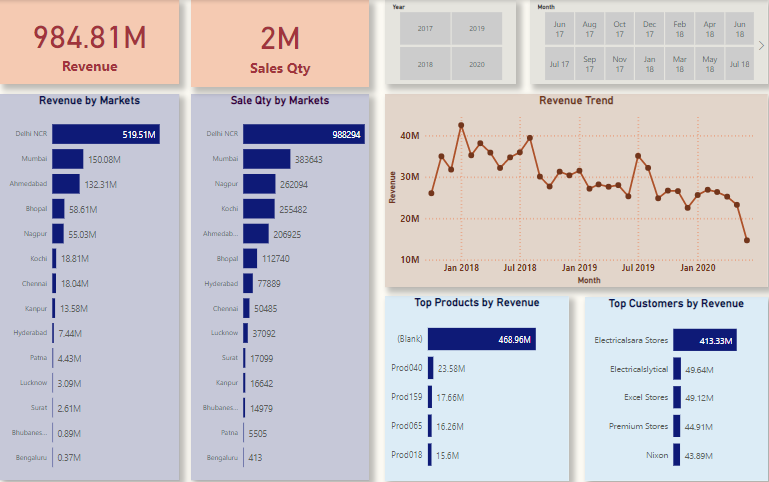 984.81M
Revenue
2M
Sales Qty
Year
2017 2019
2018 2020
Month
Jun 17 Aug 17 Oct 17 Dec 17 Feb 18 Apr 18 Jun 18
Jul 17 Sep 17 Nov 17 Jan 18 Mar 18 May 18 Jul 18
Revenue by Markets
Delhi NCR 519.51M
Mumbai 150.08M
Ahmedabad 132.31M
Bhopal 58.61M
Nagpur 55.03M
Kochi 18.81M
Chennai 18.04M
Kanpur 13.58M
Hyderabad 7.44M
Patna 4.43M
Lucknow 3.09M
Surat 2.61M
Bhubanes... 0.89M
Bengaluru 0.37M
Sale Qty by Markets
Delhi NCR 988294
Mumbai 383643
Nagpur 262094
Kochi 255482
Ahmedab... 206925
Bhopal 112740
Hyderabad 77889
Chennai 50485
Lucknow 37092
Surat 17099
Kanpur 16642
Bhubanes... 14979
Patna 5505
Bengaluru 413
Revenue Trend
Revenue
40M
30M
20M
10M
Jan 2018 Jul 2018 Jan 2019 Jul 2019 Jan 2020
Month
Top Products by Revenue
(Blank) 468.96M
Prod040 23.58M
Prod159 17.66M
Prod065 16.26M
Prod018 15.6M
Top Customers by Revenue
Electricalsara Stores 413.33M
Electricalslytical 49.64M
Excel Stores 49.12M
Premium Stores 44.91M
Nixon 43.89M